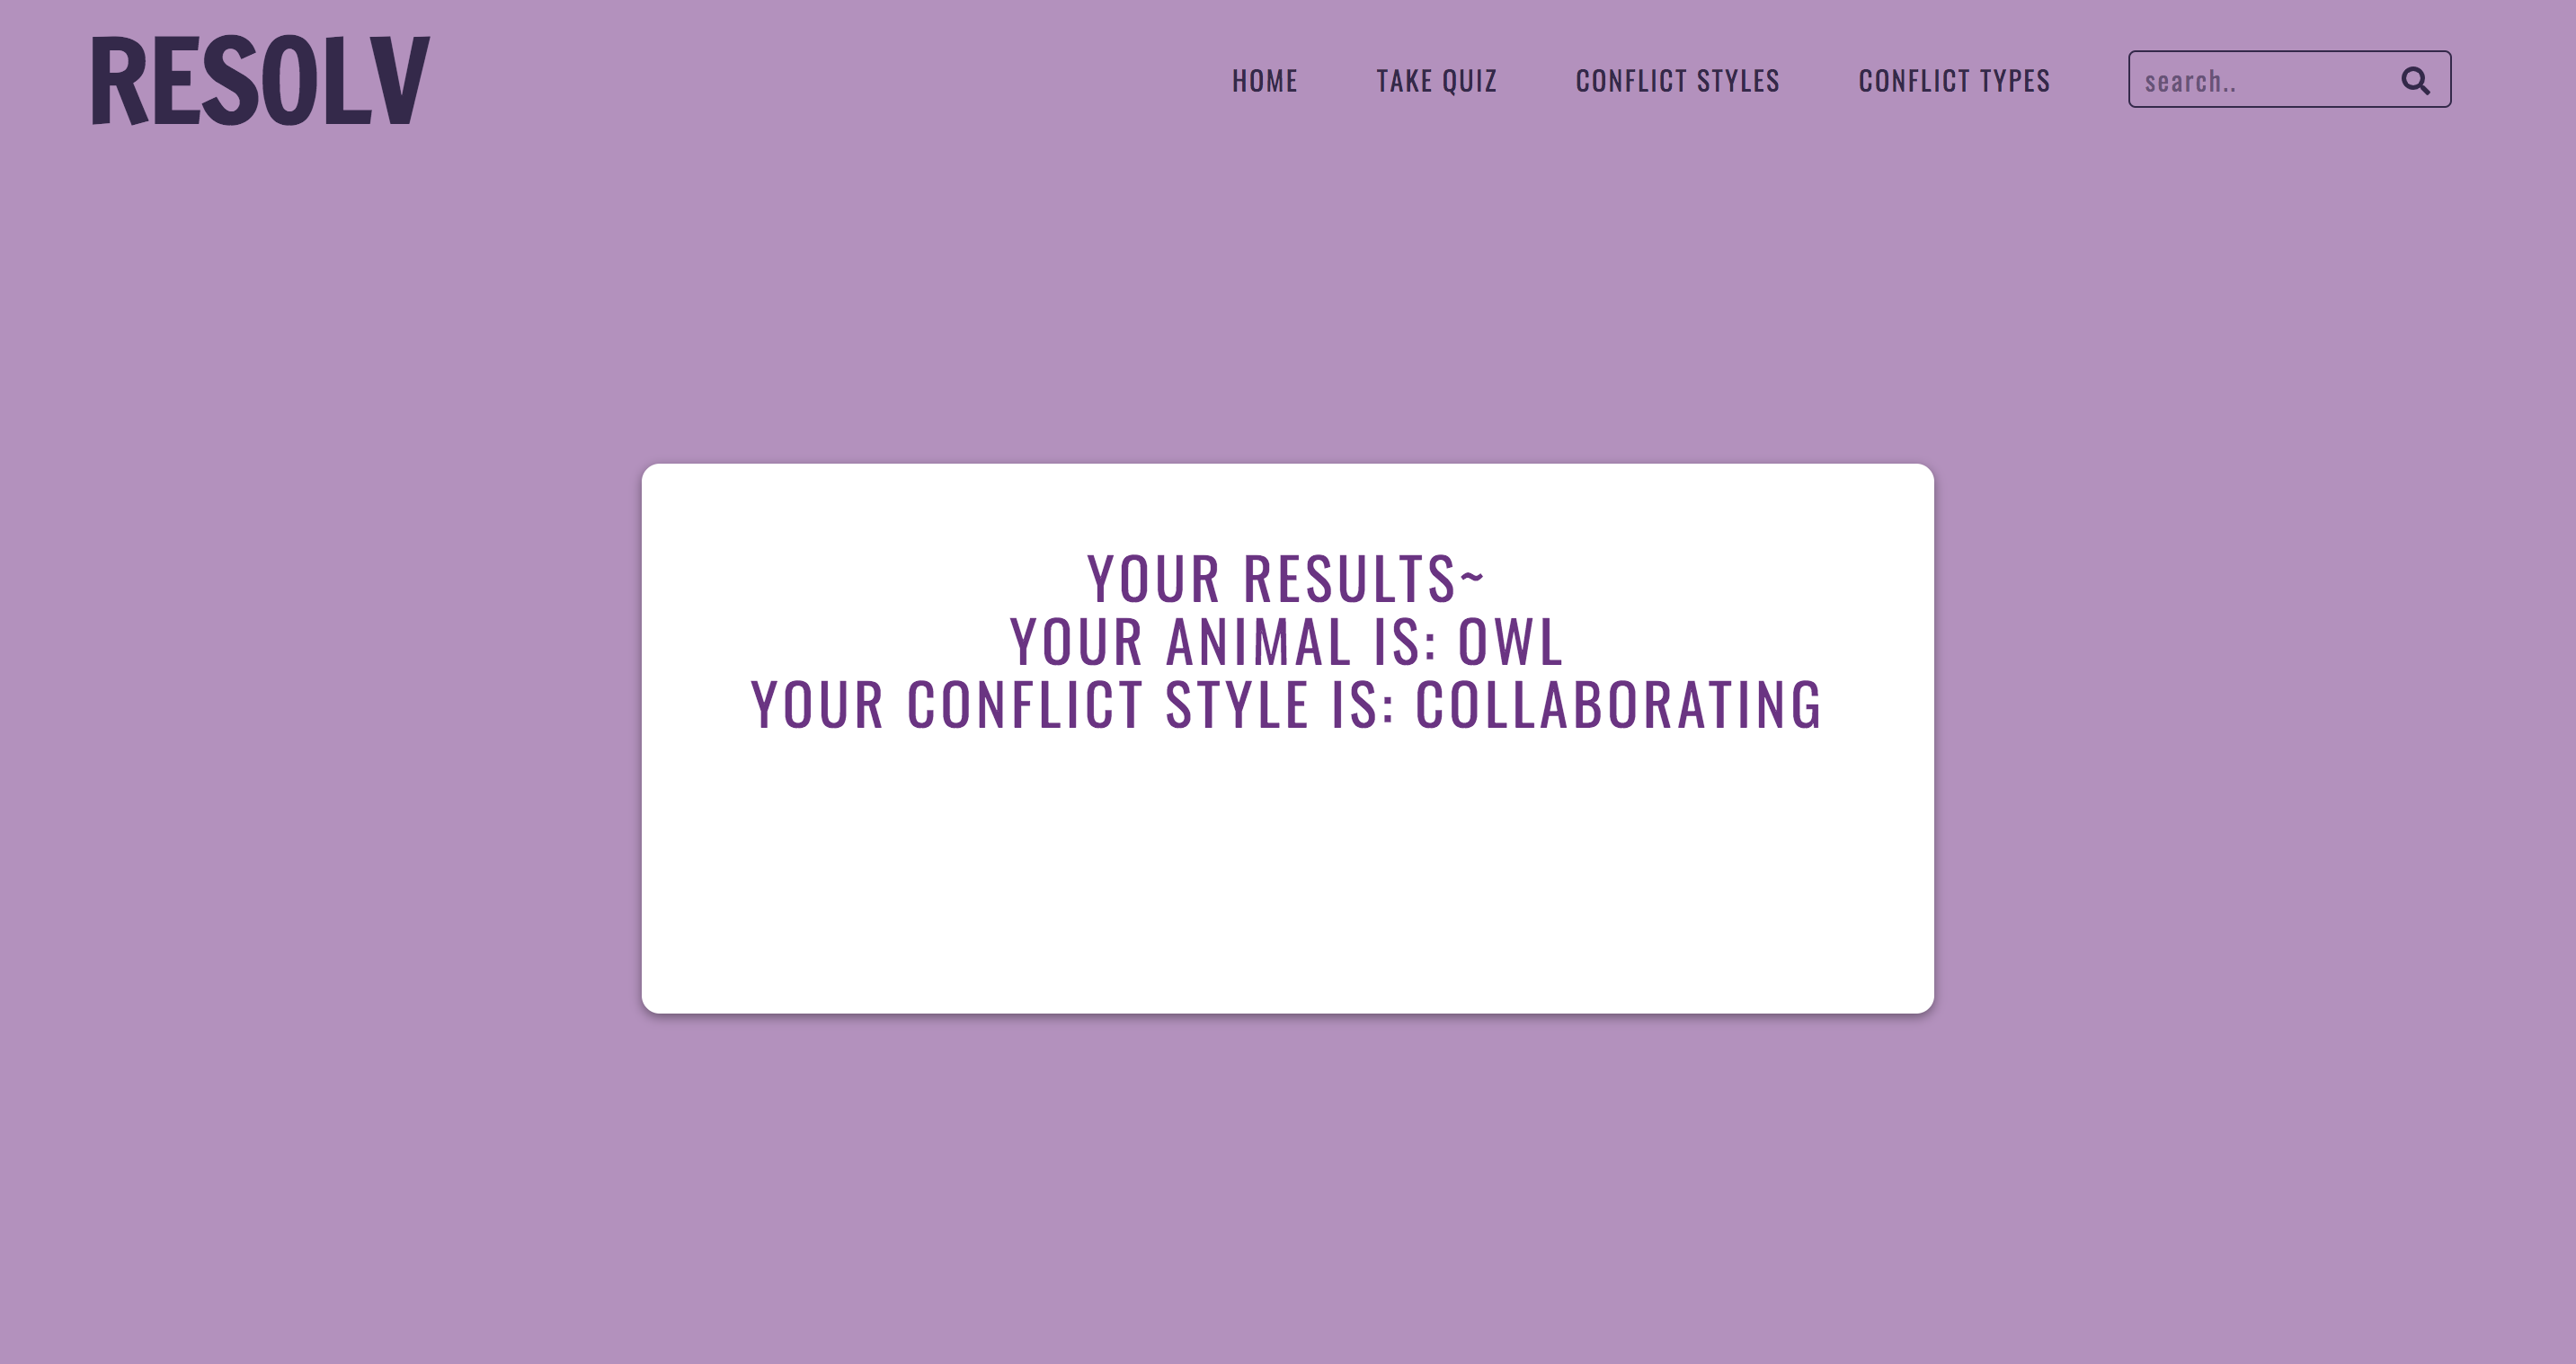 RESOLV
HOME TAKE QUIZ CONFLICT STYLES CONFLICT TYPES search..
YOUR RESULTS~
YOUR ANIMAL IS: OWL
YOUR CONFLICT STYLE IS: COLLABORATING